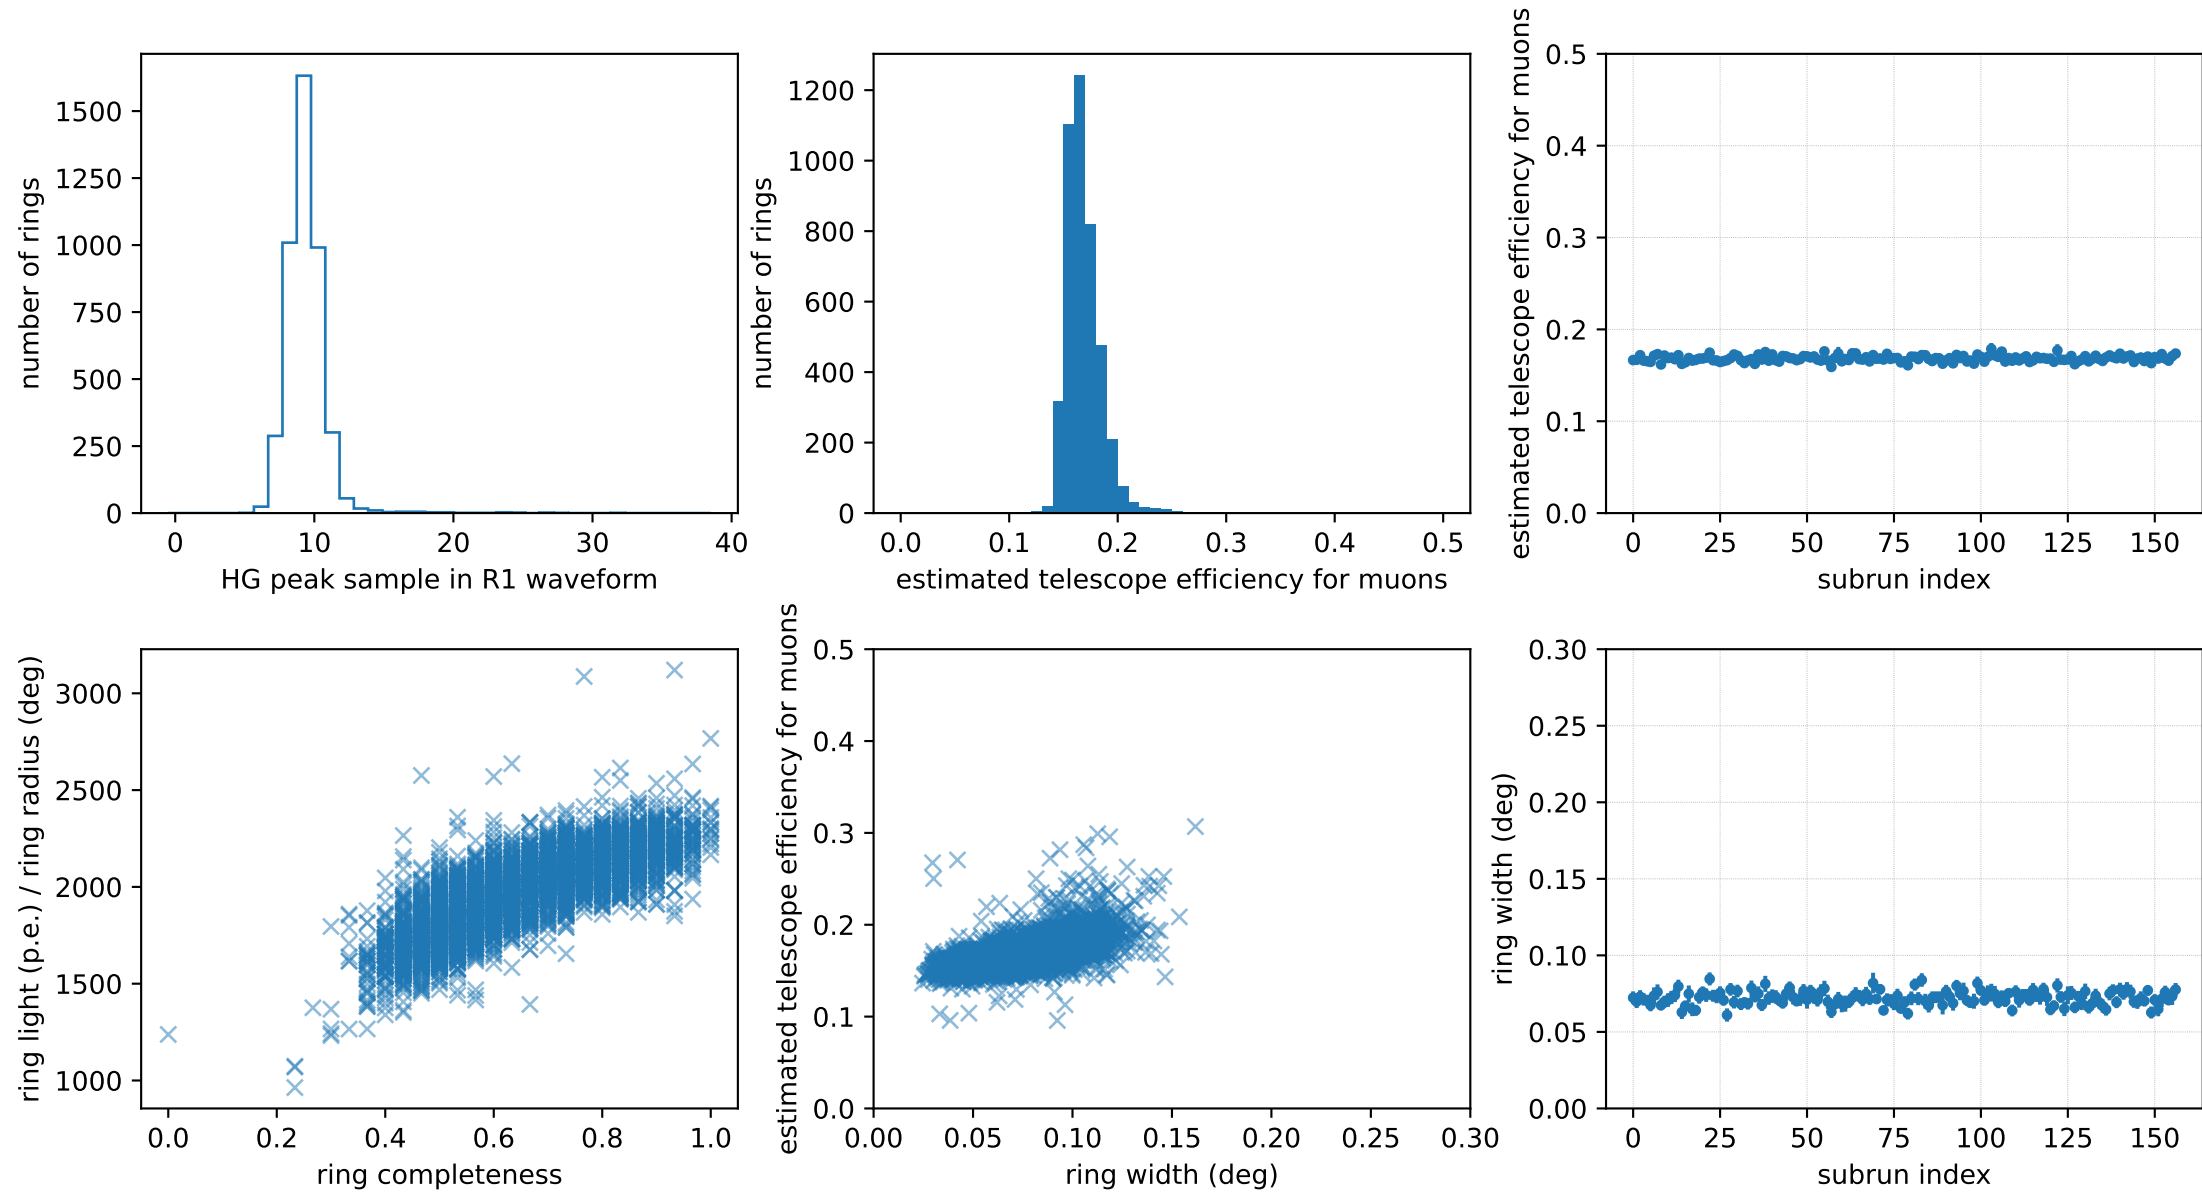 number of rings
1500
1250
1000
750
500
250
0
0 10 20 30 40
HG peak sample in R1 waveform
number of rings
1200
1000
800
600
400
200
0
0.0 0.1 0.2 0.3 0.4 0.5
estimated telescope efficiency for muons
estimated telescope efficiency for muons
0.5
0.4
0.3
0.2
0.1
0.0
0 25 50 75 100 125 150
subrun index
ring light (p.e.) / ring radius (deg)
3000
2500
2000
1500
1000
0.0 0.2 0.4 0.6 0.8 1.0
ring completeness
estimated telescope efficiency for muons
0.5
0.4
0.3
0.2
0.1
0.0
0.00 0.05 0.10 0.15 0.20 0.25 0.30
ring width (deg)
ring width (deg)
0.30
0.25
0.20
0.15
0.10
0.05
0.00
0 25 50 75 100 125 150
subrun index